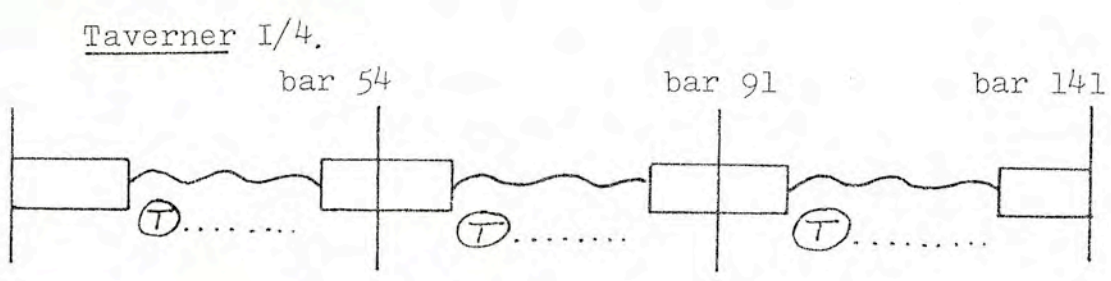 Taverner I/4.
bar 54 bar 91 bar 141
T........ T........ T........